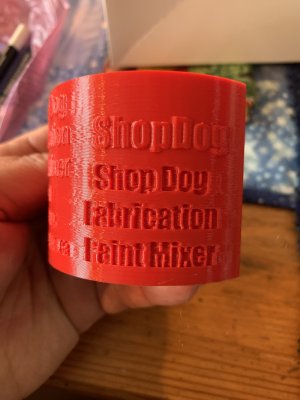 ShopDog
Shop Dog
Fabrication
Paint Mixer